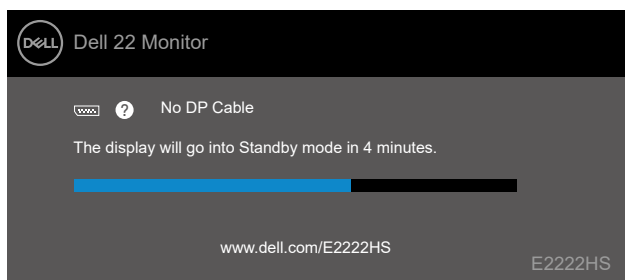 DELL Dell 22 Monitor
? No DP Cable
The display will go into Standby mode in 4 minutes.
www.dell.com/E2222HS
E2222HS